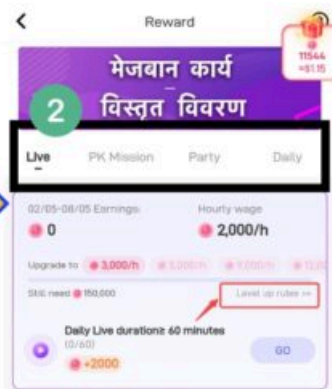 Reward
11544
≈$1.15
मेजबान कार्य
2
विस्तृत विवरण
Live PK Mission Party Daily
02/05-08/05 Earnings: Hourly wage
0 2,000/h
Upgrade to 3,000/h
Still need 150,000 Level up rules >>
Daily Live duration≥ 60 minutes
(0/60)
+2000
GO